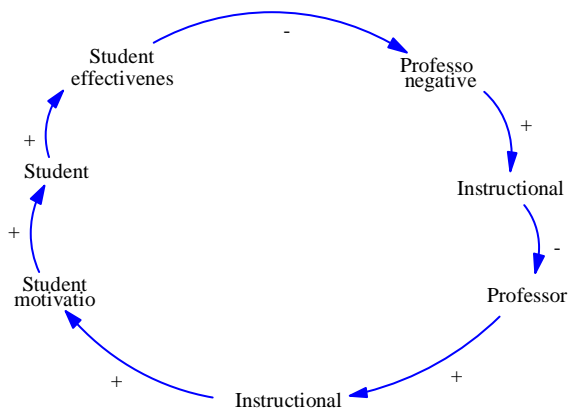 Student
effectivenes
-
Professo
negative
+
Instructional
-
Professor
+
Instructional
+
Student
motivatio
+
Student
+